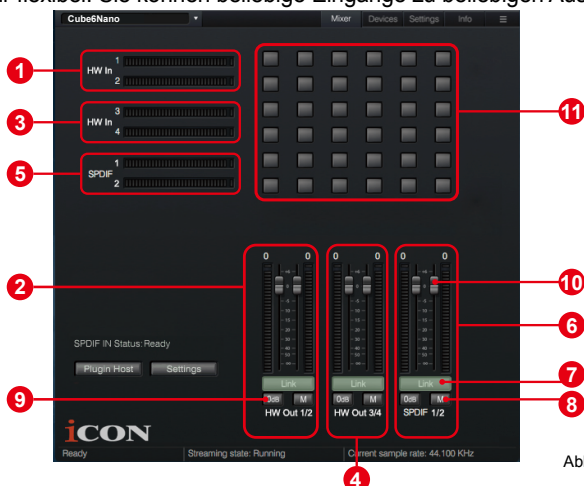 flexibel. Sie können beliebige Eingänge zu beliebigen Aus
Cube6Nano Mixer Devices Settings Info
1
HW In
2
3
HW In
4
1
SPDIF
2
1
3
5
11
0 0 0 0 0 0
2
10
6
SPDIF IN Status:Ready
Plugin Host Settings
Link Link Link
7
9
0dB M 0dB M 0dB M
8
HW Out 1/2 HW Out 3/4 SPDIF 1/2
iCON
Ready Streaming state: Running Current sample rate: 44.100 KHz
4
Ab